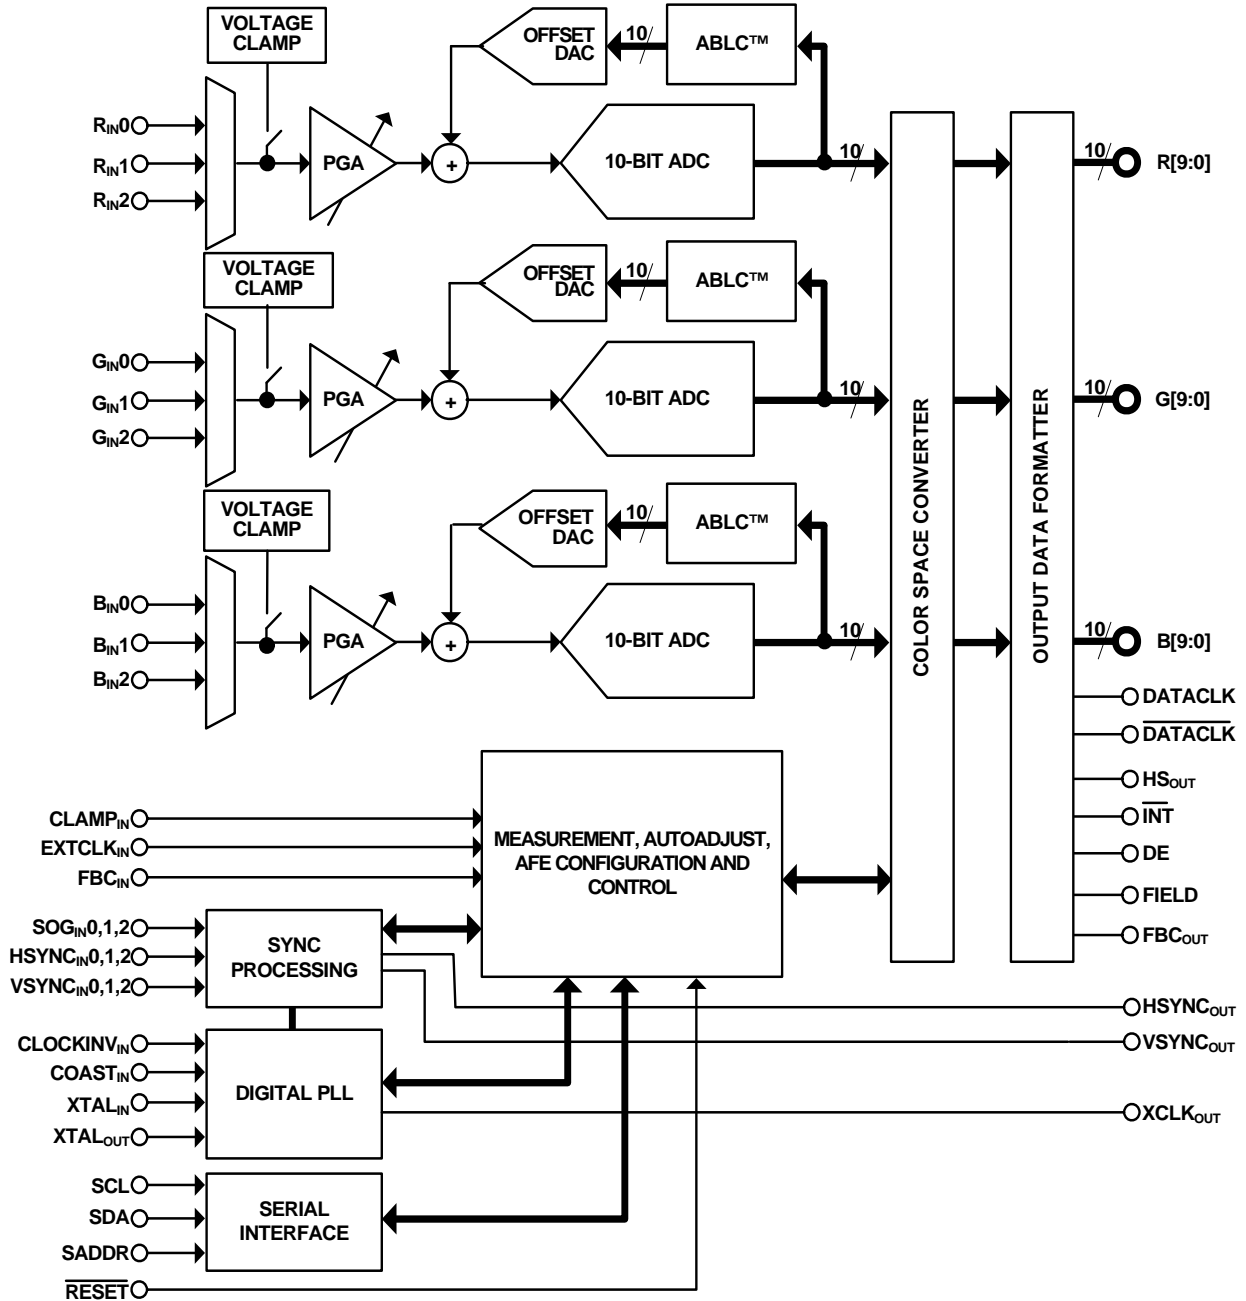 VOLTAGE
CLAMP
OFFSET
DAC
10
ABLC™
R_IN0
R_IN1
R_IN2
PGA
+
10-BIT ADC
10
10
R[9:0]
VOLTAGE
CLAMP
OFFSET
DAC
10
ABLC™
G_IN0
G_IN1
G_IN2
PGA
+
10-BIT ADC
10
10
G[9:0]
VOLTAGE
CLAMP
OFFSET
DAC
10
ABLC™
B_IN0
B_IN1
B_IN2
PGA
+
10-BIT ADC
10
10
B[9:0]
COLOR SPACE CONVERTER
OUTPUT DATA FORMATTER
DATACLK
D̅A̅T̅A̅C̅L̅K̅
HS_OUT
I̅N̅T̅
DE
FIELD
FBC_OUT
CLAMP_IN
EXTCLK_IN
FBC_IN
MEASUREMENT, AUTOADJUST,
AFE CONFIGURATION AND
CONTROL
SOG_IN0,1,2
HSYNC_IN0,1,2
VSYNC_IN0,1,2
SYNC
PROCESSING
HSYNC_OUT
VSYNC_OUT
CLOCKINV_IN
COAST_IN
XTAL_IN
XTAL_OUT
DIGITAL PLL
XCLK_OUT
SCL
SDA
SADDR
SERIAL
INTERFACE
R̅E̅S̅E̅T̅